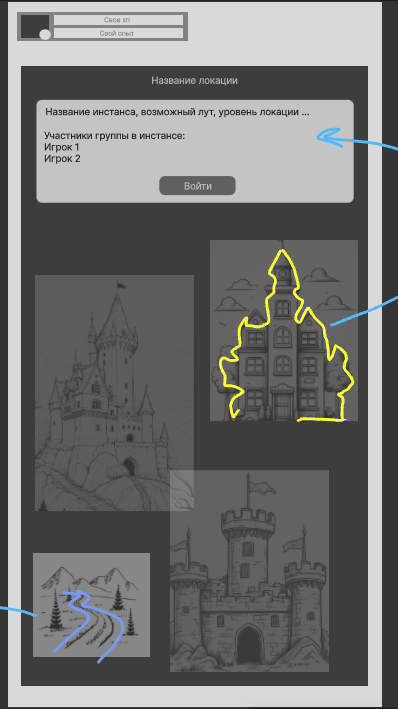 Свое хп
Свой опыт
Название локации
Название инстанса, возможный лут, уровень локации ...
Участники группы в инстансе:
Игрок 1
Игрок 2
Войти